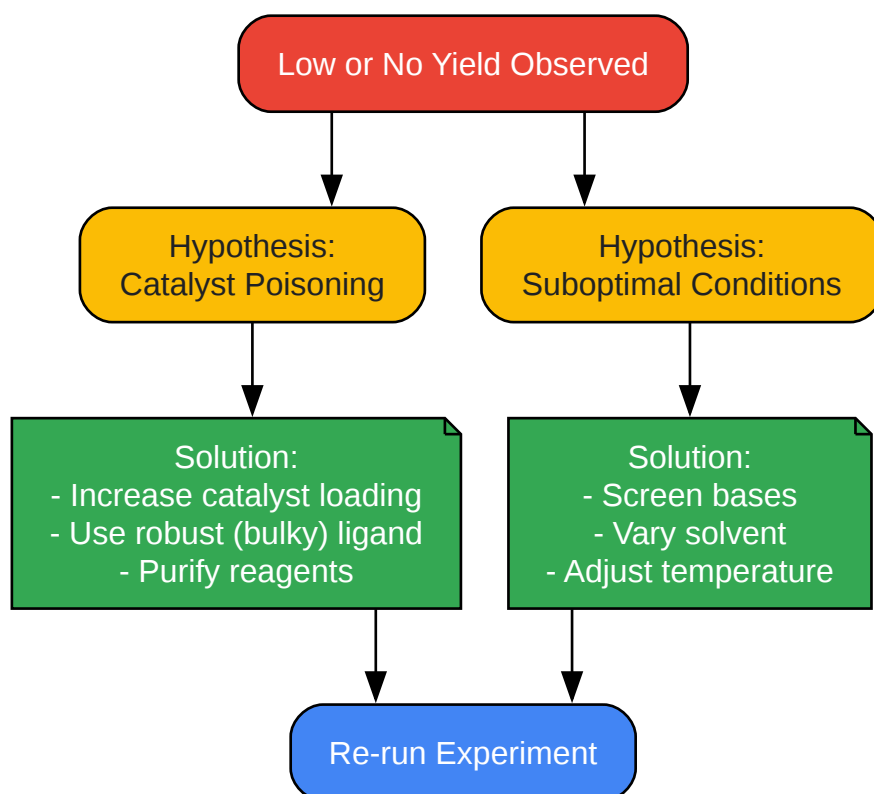 Low or No Yield Observed
Hypothesis:
Catalyst Poisoning
Hypothesis:
Suboptimal Conditions
Solution:
- Increase catalyst loading
- Use robust (bulky) ligand
- Purify reagents
Solution:
- Screen bases
- Vary solvent
- Adjust temperature
Re-run Experiment